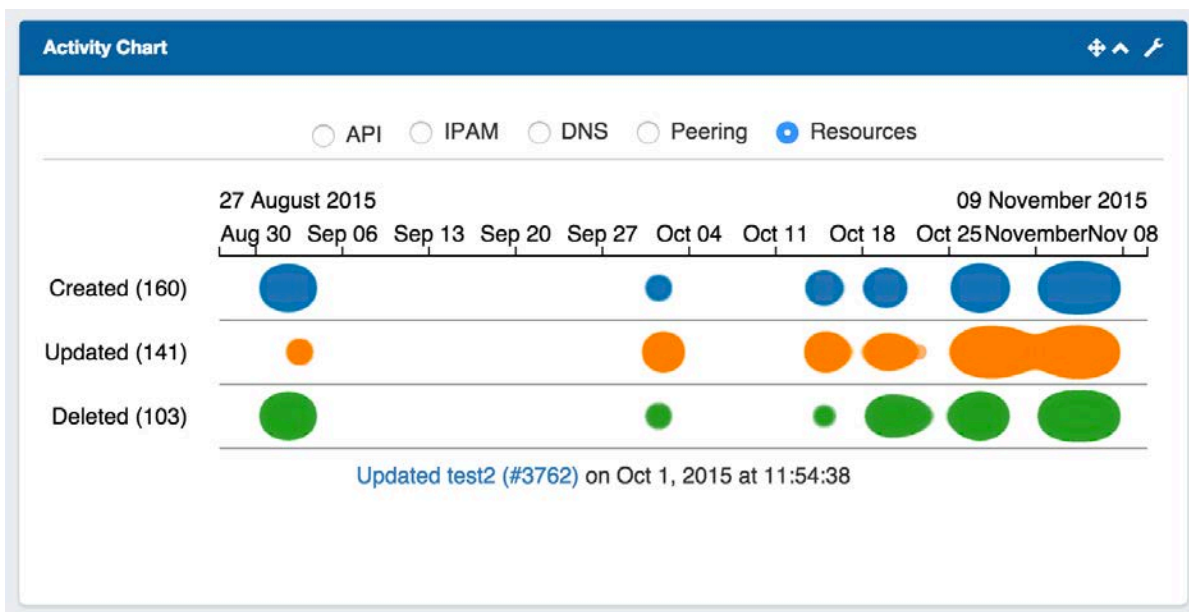 Activity Chart
API IPAM DNS Peering Resources
27 August 2015 09 November 2015
Aug 30 Sep 06 Sep 13 Sep 20 Sep 27 Oct 04 Oct 11 Oct 18 Oct 25 November Nov 08
Created (160)
Updated (141)
Deleted (103)
Updated test2 (#3762) on Oct 1, 2015 at 11:54:38